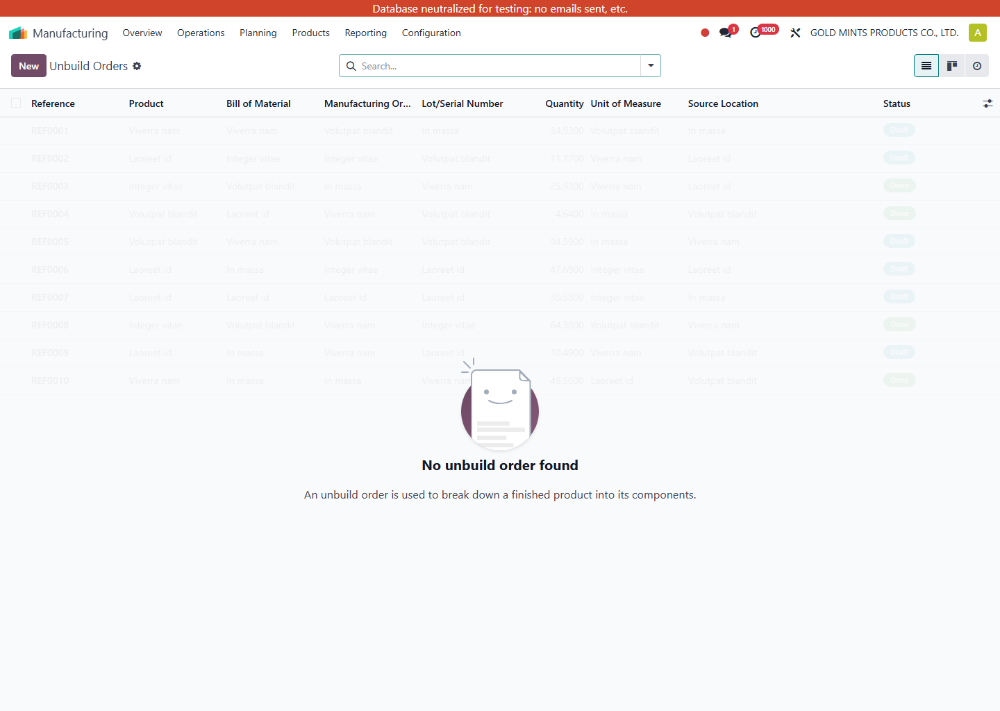 Database neutralized for testing: no emails sent, etc.
Manufacturing Overview Operations Planning Products Reporting Configuration 1 1000 GOLD MINTS PRODUCTS CO., LTD. A
New Unbuild Orders Search...
Reference Product Bill of Material Manufacturing Or... Lot/Serial Number Quantity Unit of Measure Source Location Status
REF0001 Viverra nam Viverra nam Volutpat blandit In massa 34.9200 Volutpat blandit In massa Draft
REF0002 Laoreet id Integer vitae Integer vitae Volutpat blandit 11.7700 Viverra nam Laoreet id Draft
REF0003 Integer vitae Volutpat blandit In massa Viverra nam 25.9300 Viverra nam Laoreet id Done
REF0004 Volutpat blandit Laoreet id Viverra nam Volutpat blandit 4.6400 In massa Volutpat blandit Done
REF0005 Volutpat blandit Viverra nam Volutpat blandit Volutpat blandit 94.5900 In massa Viverra nam Draft
REF0006 Laoreet id In massa Integer vitae Laoreet id 47.6900 Integer vitae Laoreet id Draft
REF0007 Laoreet id Laoreet id Laoreet id Laoreet id 30.5800 Integer vitae In massa Draft
REF0008 Integer vitae Volutpat blandit Viverra nam Integer vitae 64.3800 Volutpat blandit Viverra nam Done
REF0009 Laoreet id In massa Viverra nam Laoreet id 10.4900 Viverra nam Volutpat blandit Draft
REF0010 Viverra nam In massa In massa Viverra nam 49.5600 Laoreet id Volutpat blandit Done
No unbuild order found
An unbuild order is used to break down a finished product into its components.